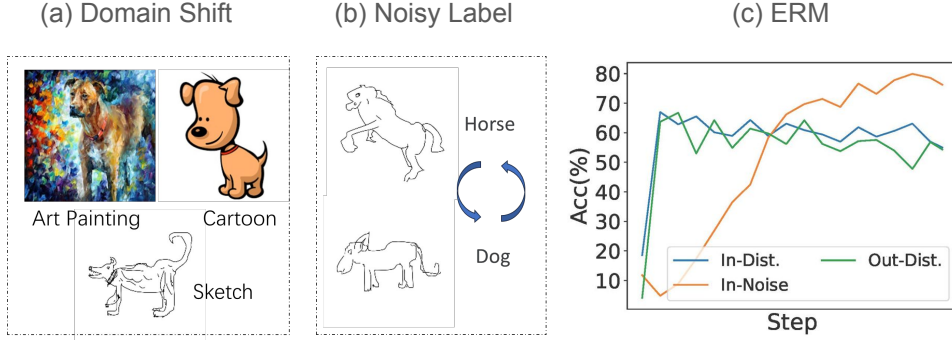 (a) Domain Shift
(b) Noisy Label
(c) ERM
Art Painting
Cartoon
Sketch
Horse
Dog
Acc(%)
80
70
60
50
40
30
20
10
In-Dist.
Out-Dist.
In-Noise
Step